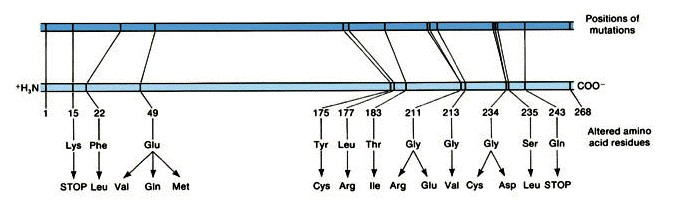 Positions of
mutations
⁺H₃N COO⁻
1 15 22 49 175 177 183 211 213 234 235 243 268
Altered amino
acid residues
Lys Phe Glu Tyr Leu Thr Gly Gly Gly Ser Gln
STOP Leu Val Gln Met Cys Arg Ile Arg Glu Val Cys Asp Leu STOP